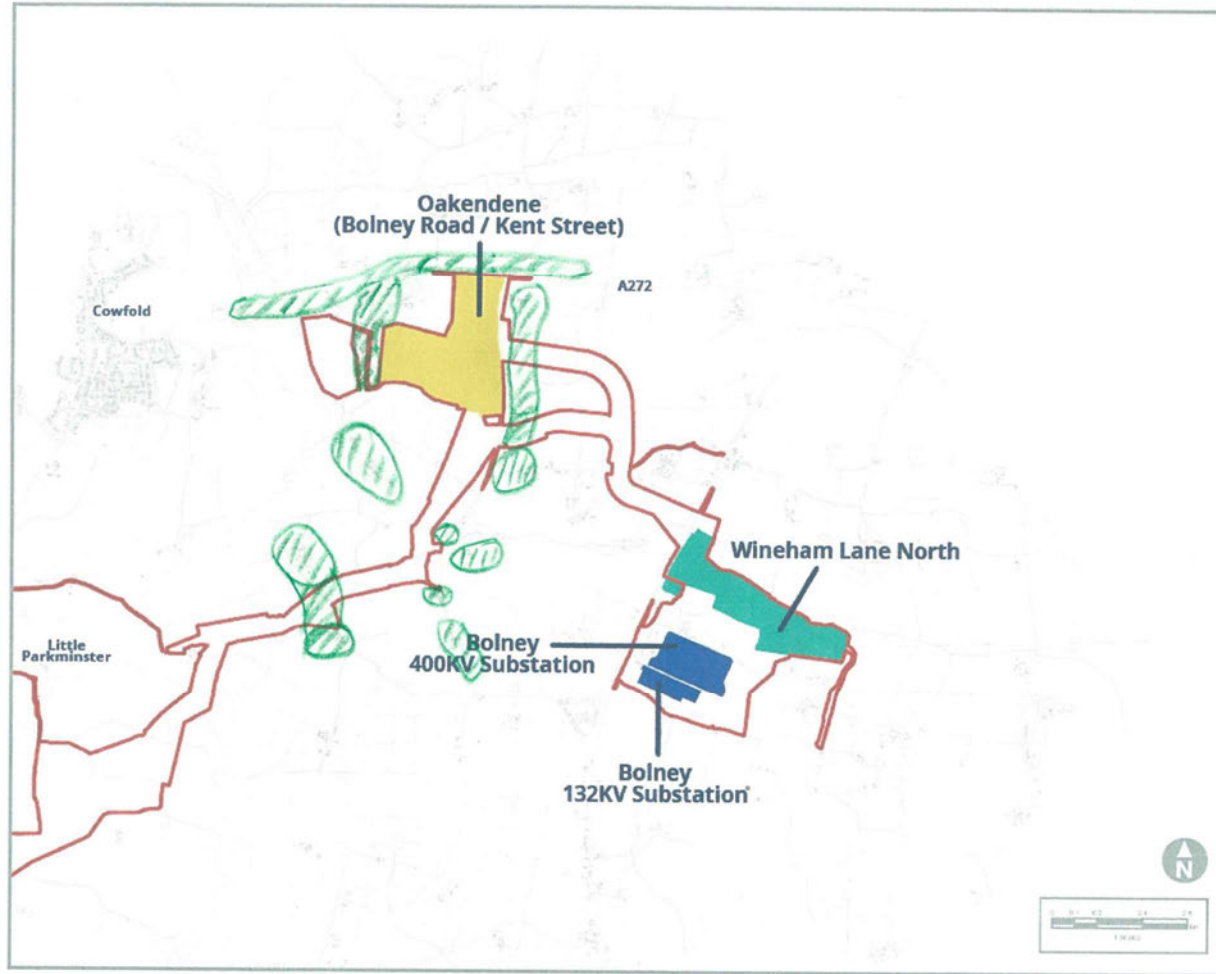 Oakendene
(Bolney Road / Kent Street)
A272
Cowfold
Wineham Lane North
Little
Parkminster
Bolney
400KV Substation
Bolney
132KV Substation
N